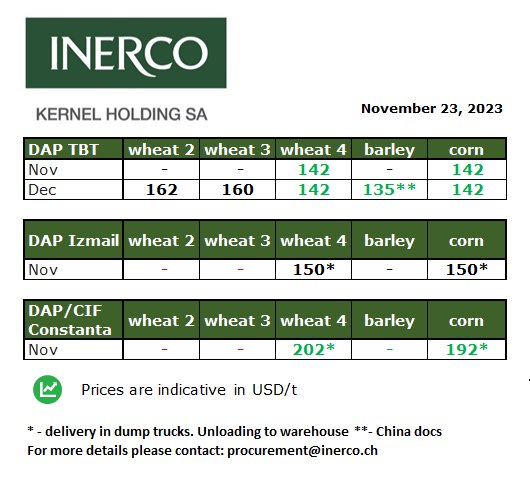 INERCO
KERNEL HOLDING SA
November 23, 2023
DAP TBT wheat 2 wheat 3 wheat 4 barley corn
Nov - - 142 - 142
Dec 162 160 142 135** 142
DAP Izmail wheat 2 wheat 3 wheat 4 barley corn
Nov - - 150* - 150*
DAP/CIF
Constanta wheat 2 wheat 3 wheat 4 barley corn
Nov - - 202* - 192*
Prices are indicative in USD/t
* - delivery in dump trucks. Unloading to warehouse **- China docs
For more details please contact: procurement@inerco.ch